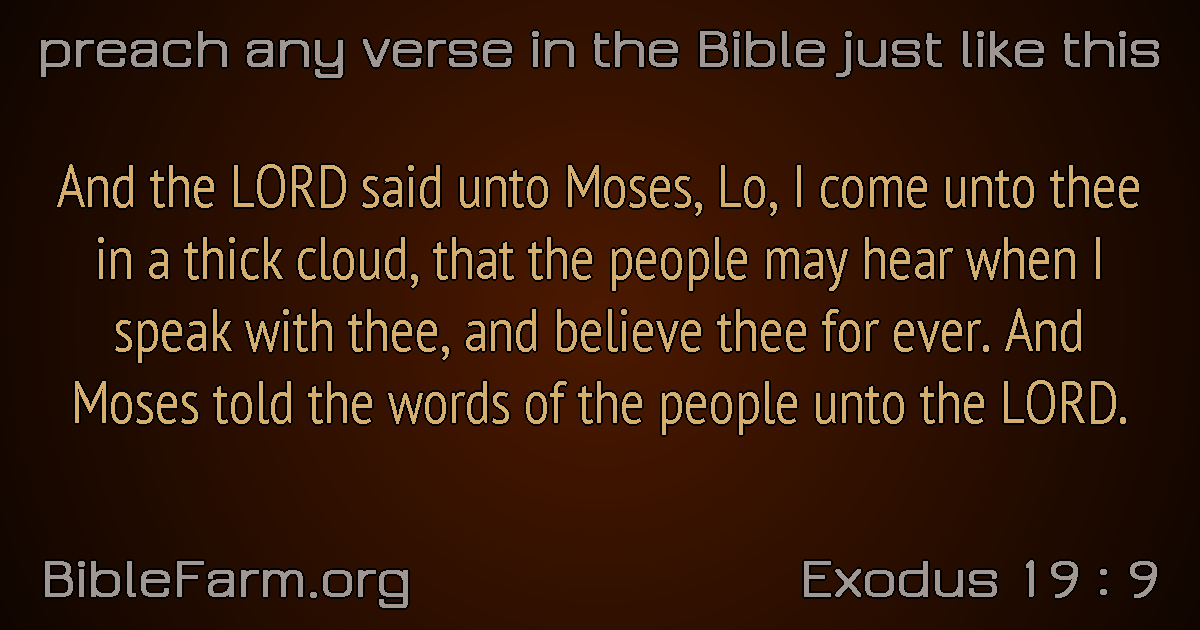 preach any verse in the Bible just like this
And the LORD said unto Moses, Lo, I come unto thee
in a thick cloud, that the people may hear when I
speak with thee, and believe thee for ever. And
Moses told the words of the people unto the LORD.
BibleFarm.org
Exodus 19 : 9